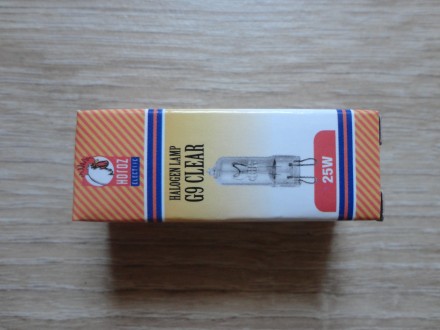 HOROZ
ELECTRIC
HALOGEN LAMP
G9 CLEAR
25W